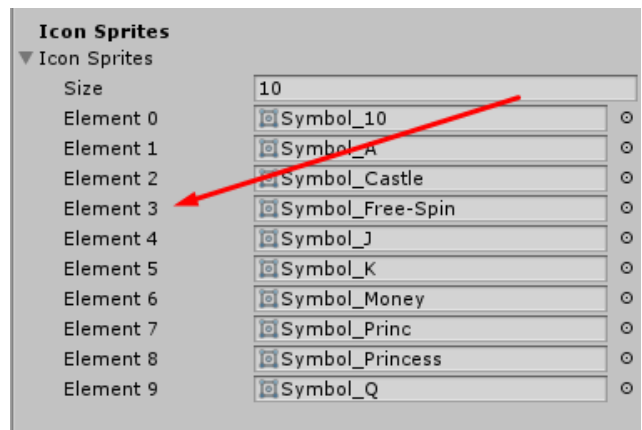 Icon Sprites
Icon Sprites
Size 10
Element 0 Symbol_10
Element 1 Symbol_A
Element 2 Symbol_Castle
Element 3 Symbol_Free-Spin
Element 4 Symbol_J
Element 5 Symbol_K
Element 6 Symbol_Money
Element 7 Symbol_Princ
Element 8 Symbol_Princess
Element 9 Symbol_Q